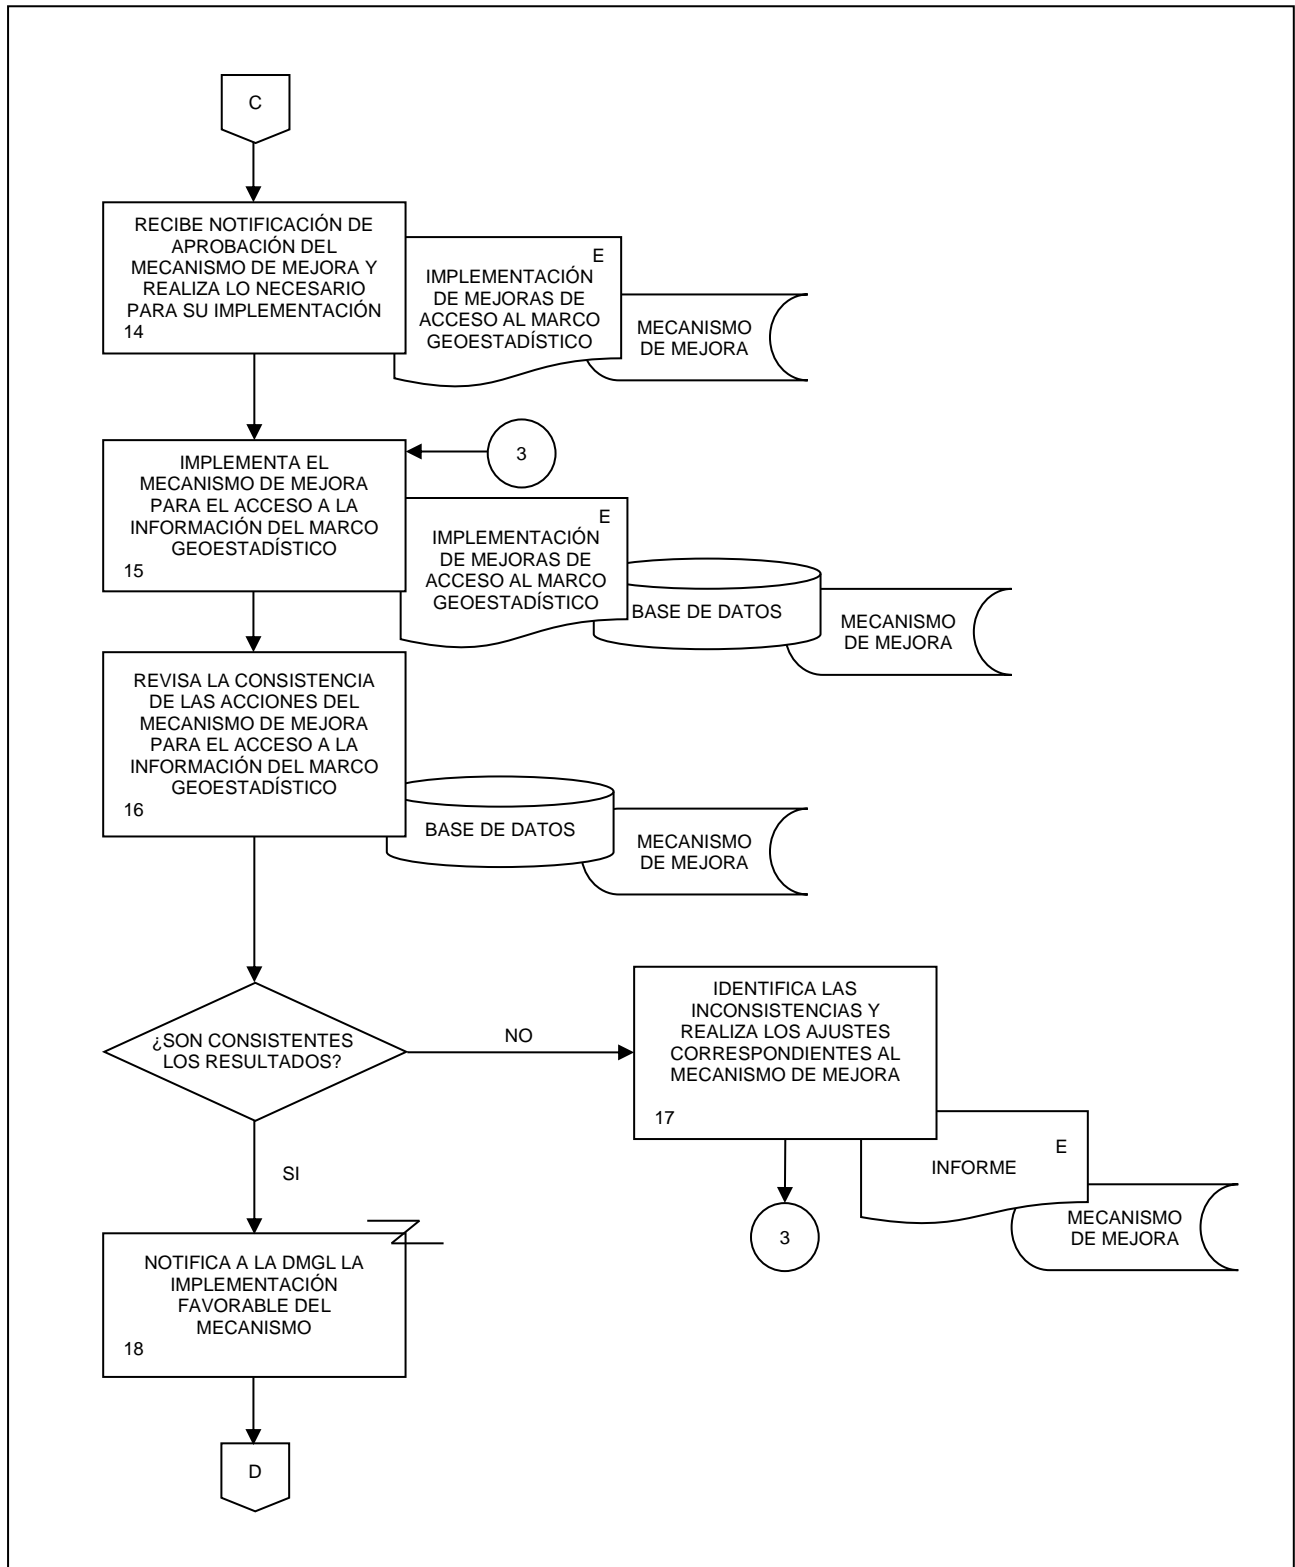 C
RECIBE NOTIFICACIÓN DE
APROBACIÓN DEL
MECANISMO DE MEJORA Y
REALIZA LO NECESARIO
PARA SU IMPLEMENTACIÓN
14
E
IMPLEMENTACIÓN
DE MEJORAS DE
ACCESO AL MARCO
GEOESTADÍSTICO
MECANISMO
DE MEJORA
3
IMPLEMENTA EL
MECANISMO DE MEJORA
PARA EL ACCESO A LA
INFORMACIÓN DEL MARCO
GEOESTADÍSTICO
15
E
IMPLEMENTACIÓN
DE MEJORAS DE
ACCESO AL MARCO
GEOESTADÍSTICO
BASE DE DATOS
MECANISMO
DE MEJORA
REVISA LA CONSISTENCIA
DE LAS ACCIONES DEL
MECANISMO DE MEJORA
PARA EL ACCESO A LA
INFORMACIÓN DEL MARCO
GEOESTADÍSTICO
16
BASE DE DATOS
MECANISMO
DE MEJORA
¿SON CONSISTENTES
LOS RESULTADOS?
NO
IDENTIFICA LAS
INCONSISTENCIAS Y
REALIZA LOS AJUSTES
CORRESPONDIENTES AL
MECANISMO DE MEJORA
17
E
INFORME
MECANISMO
DE MEJORA
3
SI
NOTIFICA A LA DMGL LA
IMPLEMENTACIÓN
FAVORABLE DEL
MECANISMO
18
D